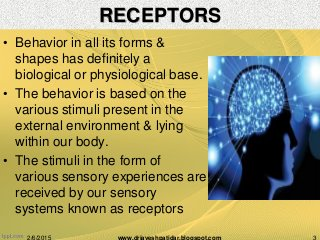 RECEPTORS
• Behavior in all its forms &
shapes has definitely a
biological or physiological base.
• The behavior is based on the
various stimuli present in the
external environment & lying
within our body.
• The stimuli in the form of
various sensory experiences are
received by our sensory
systems known as receptors
2/6/2015 www.drjayeshpatidar.blogspot.com 3